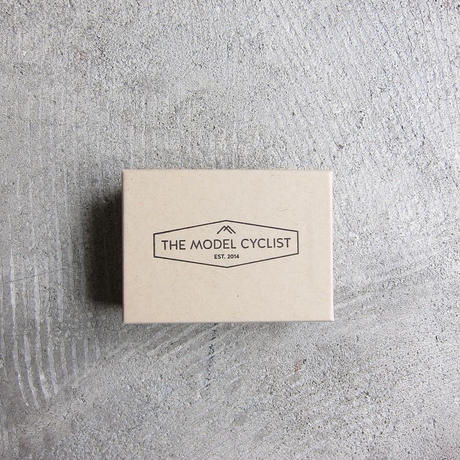 THE MODEL CYCLIST
EST. 2014